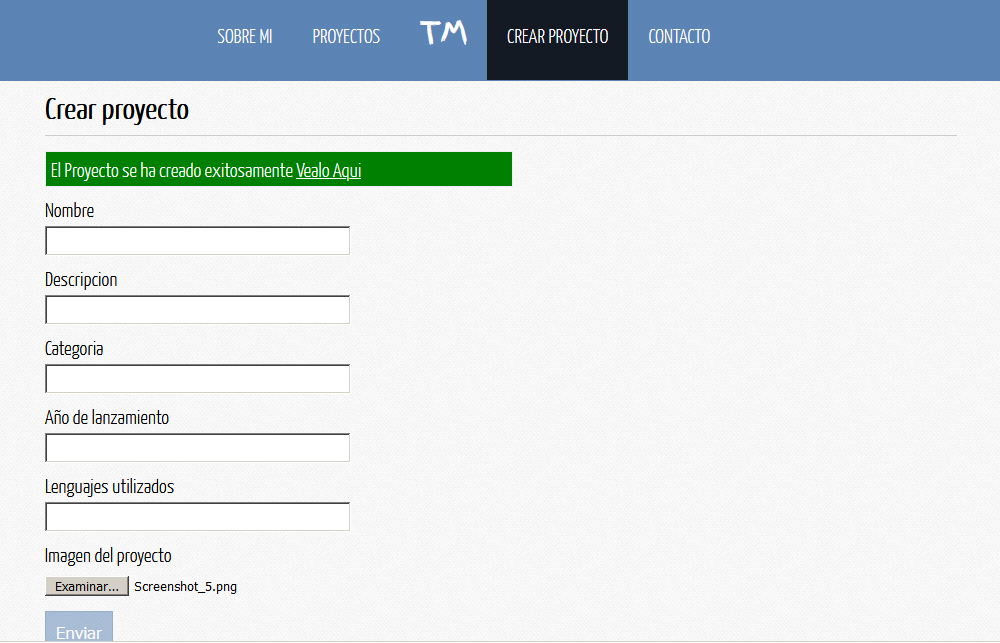 SOBRE MI PROYECTOS TM CREAR PROYECTO CONTACTO
Crear proyecto
El Proyecto se ha creado exitosamente Vealo Aqui
Nombre
Descripcion
Categoria
Año de lanzamiento
Lenguajes utilizados
Imagen del proyecto
Examinar... Screenshot_5.png
Enviar